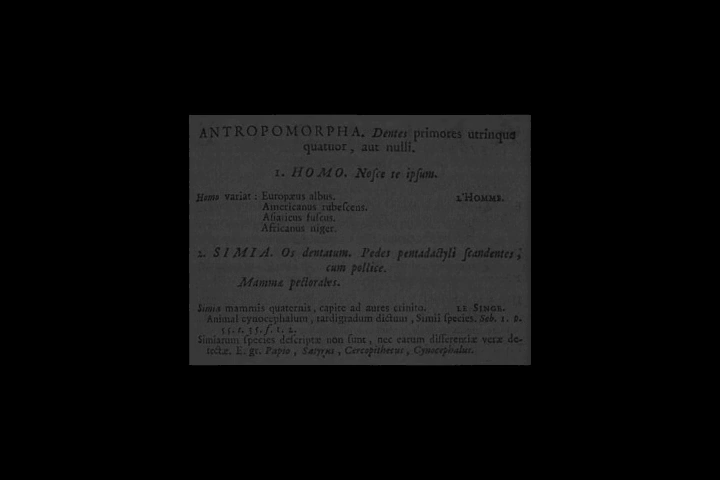 ANTROPOMORPHA. Dentes primores utrinque
quatuor, aut nulli.
1. HOMO. Nosce te ipsum.
Homo variat : Europæus albus. L'HOMME.
Americanus rubescens.
Asiaticus fuscus.
Africanus niger.
2. SIMIA. Os dentatum. Pedes pentadactyli scandentes,
cum pollice.
Mammæ pectorales.
Simia mammis quaternis, capite ad aures crinito. LE SINGE.
Animal cynocephalum, tardigradum dictum, Simii species. Seb. 1. 
Simiarum species descriptæ non sunt, nec earum differentiæ veræ de-
tectæ. E. gr. Papio, Satyrus, Cercopithecus, Cynocephalus.